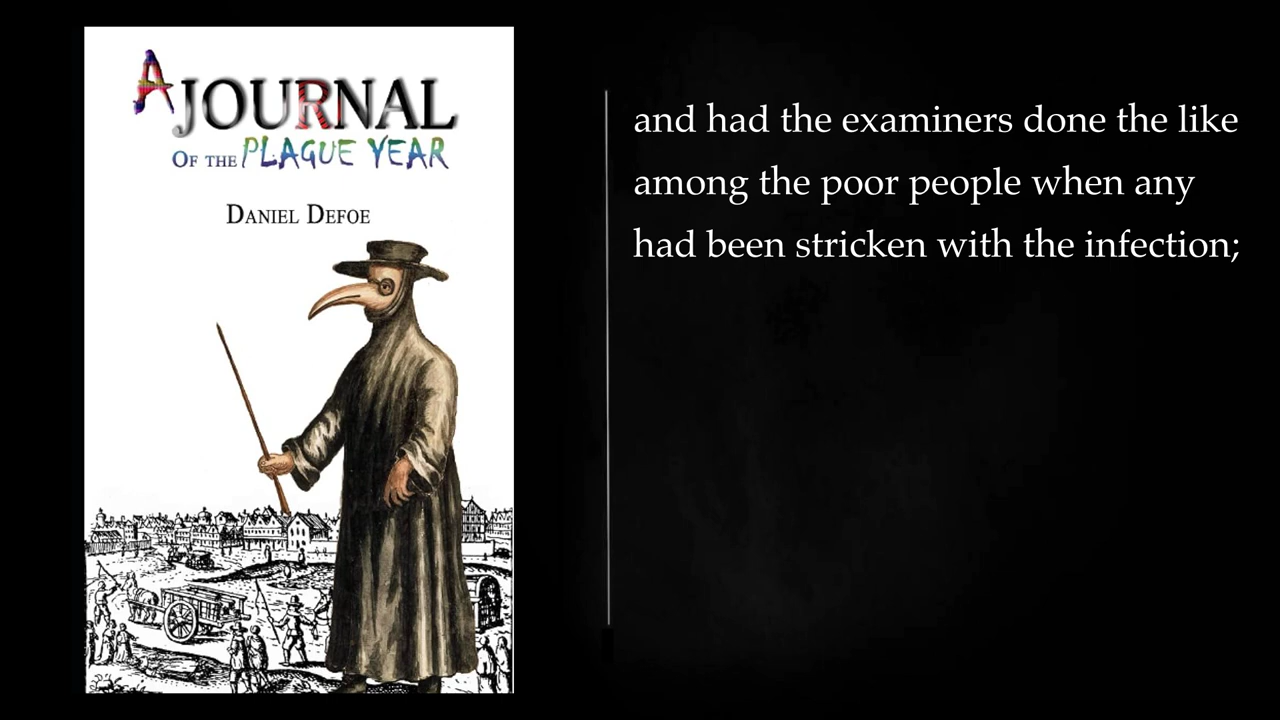 A JOURNAL
OF THE PLAGUE YEAR
DANIEL DEFOE
and had the examiners done the like
among the poor people when any
had been stricken with the infection;